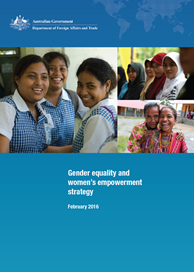 Australian Government
Department of Foreign Affairs and Trade
Gender equality and
women's empowerment
strategy
February 2016